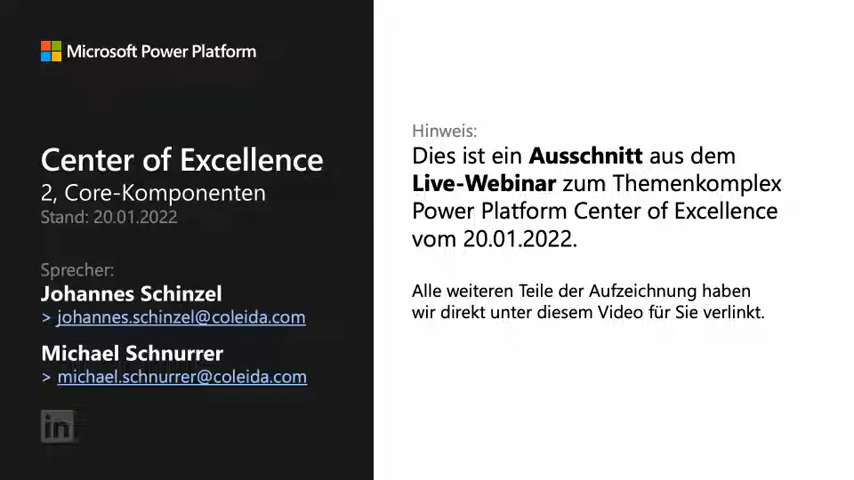 Microsoft Power Platform
Center of Excellence
2, Core-Komponenten
Stand: 20.01.2022
Sprecher:
Johannes Schinzel
> johannes.schinzel@coleida.com
Michael Schnurrer
> michael.schnurrer@coleida.com
in
Hinweis:
Dies ist ein Ausschnitt aus dem
Live-Webinar zum Themenkomplex
Power Platform Center of Excellence
vom 20.01.2022.
Alle weiteren Teile der Aufzeichnung haben
wir direkt unter diesem Video für Sie verlinkt.